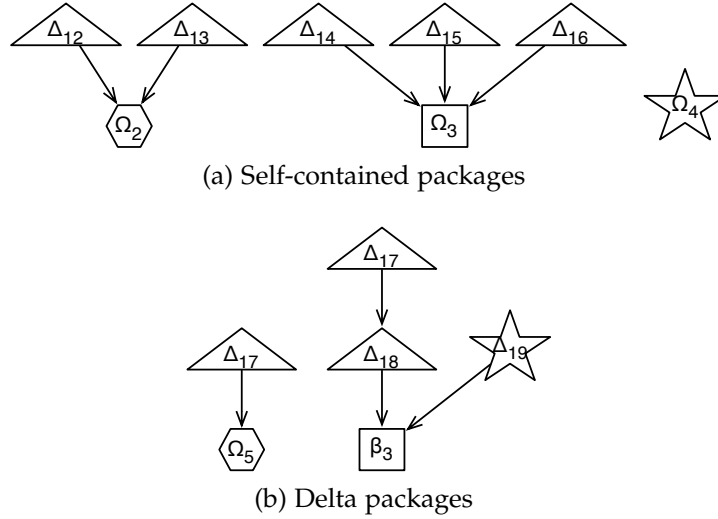 Δ12 Δ13 Δ14 Δ15 Δ16
Ω2 Ω3 Ω4
(a) Self-contained packages
Δ17
Δ17 Δ18 Δ19
Ω5 β3
(b) Delta packages